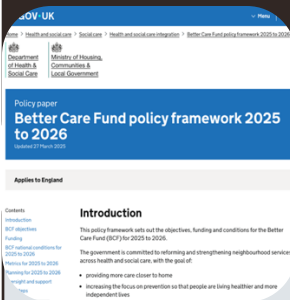 GOV·UK
Menu
Home > Health and social care > Social care > Health and social care integration > Better Care Fund policy framework 2025 to 2026
Department of Health & Social Care
Ministry of Housing, Communities & Local Government
Policy paper
Better Care Fund policy framework 2025
to 2026
Updated 27 March 2025
Applies to England
Contents
Introduction
BCF objectives
Funding
BCF national conditions for
2025 to 2026
Metrics for 2025 to 2026
Planning for 2025 to 2026
Oversight and support
Introduction
This policy framework sets out the objectives, funding and conditions for the Better
Care Fund (BCF) for 2025 to 2026.
The government is committed to reforming and strengthening neighbourhood services
across health and social care, with the goal of:
• providing more care closer to home
• increasing the focus on prevention so that people are living healthier and more
independent lives